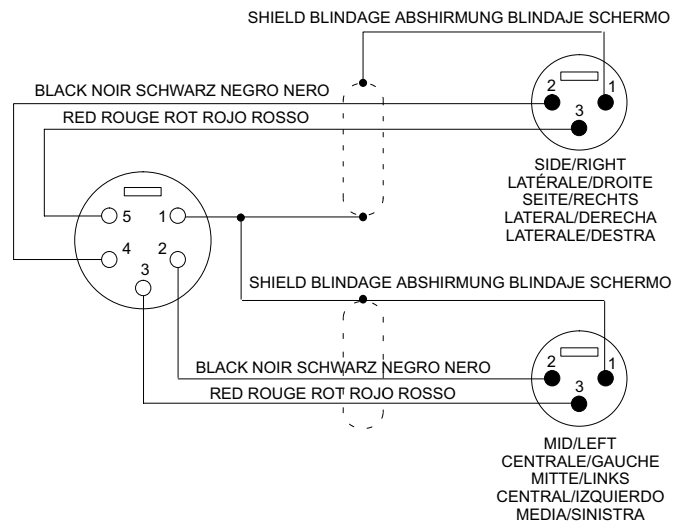 SHIELD BLINDAGE ABSHIRMUNG BLINDAJE SCHERMO
BLACK NOIR SCHWARZ NEGRO NERO
2 1
RED ROUGE ROT ROJO ROSSO
3
SIDE/RIGHT
LATÉRALE/DROITE
SEITE/RECHTS
LATERAL/DERECHA
LATERALE/DESTRA
5 1
4 2
3
SHIELD BLINDAGE ABSHIRMUNG BLINDAJE SCHERMO
BLACK NOIR SCHWARZ NEGRO NERO
2 1
RED ROUGE ROT ROJO ROSSO
3
MID/LEFT
CENTRALE/GAUCHE
MITTE/LINKS
CENTRAL/IZQUIERDO
MEDIA/SINISTRA